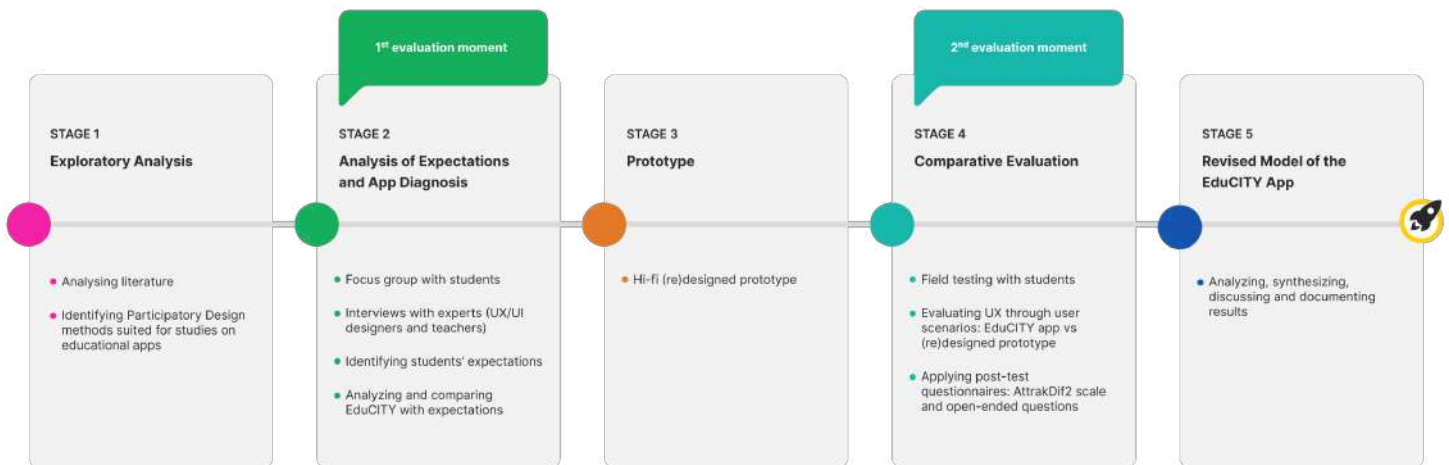 1st evaluation moment
2nd evaluation moment
STAGE 1
Exploratory Analysis
Analysing literature
Identifying Participatory Design
methods suited for studies on
educational apps
STAGE 2
Analysis of Expectations
and App Diagnosis
Focus group with students
Interviews with experts (UX/UI
designers and teachers)
Identifying students' expectations
Analyzing and comparing
EduCITY with expectations
STAGE 3
Prototype
Hi-fi (re)designed prototype
STAGE 4
Comparative Evaluation
Field testing with students
Evaluating UX through user
scenarios: EduCITY app vs
(re)designed prototype
Applying post-test
questionnaires: AttrakDif2 scale
and open-ended questions
STAGE 5
Revised Model of the
EduCITY App
Analyzing, synthesizing,
discussing and documenting
results